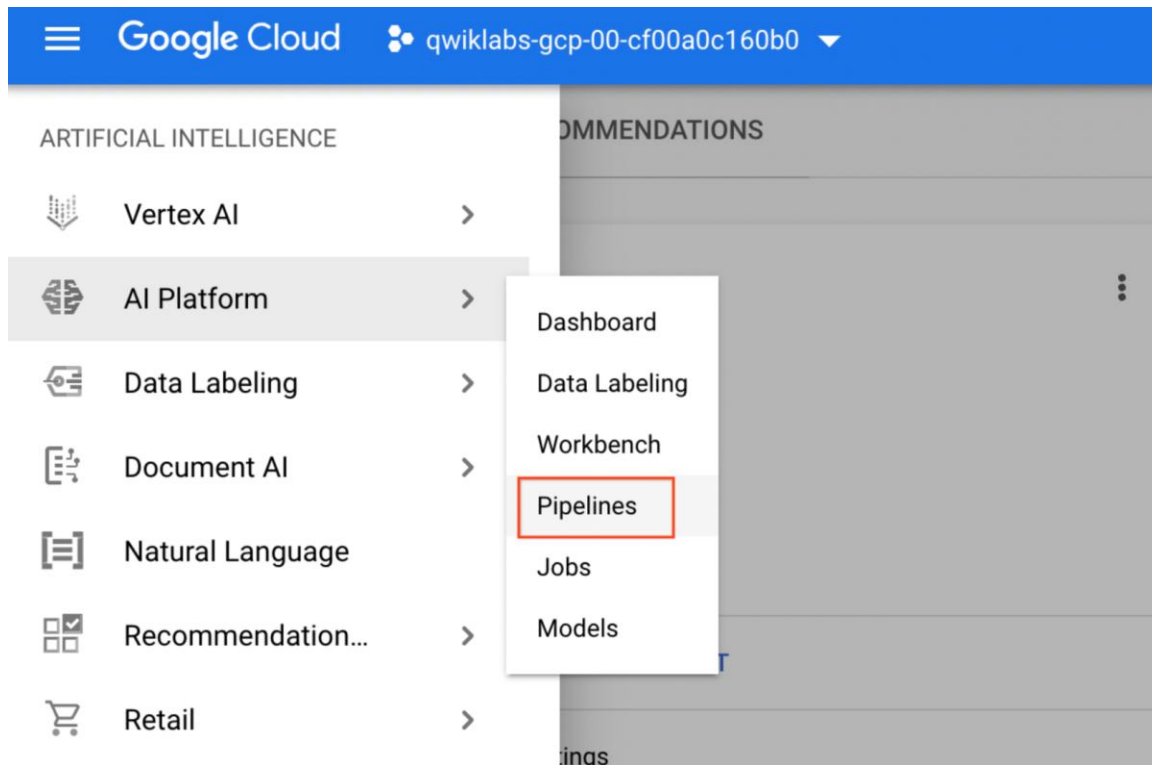 Google Cloud qwiklabs-gcp-00-cf00a0c160b0
ARTIFICIAL INTELLIGENCE
OMMENDATIONS
Vertex AI
AI Platform
Data Labeling
Document AI
Natural Language
Recommendation...
Retail
Dashboard
Data Labeling
Workbench
Pipelines
Jobs
Models
T
tings